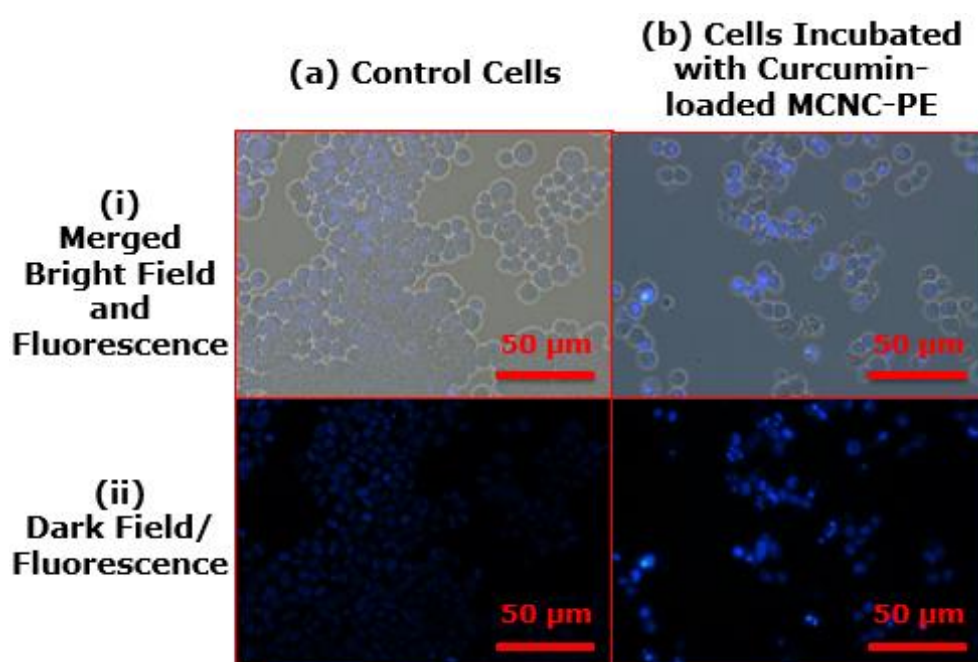 (a) Control Cells
(b) Cells Incubated
with Curcumin-
loaded MCNC-PE
(i)
Merged
Bright Field
and
Fluorescence
50 µm
50 µm
(ii)
Dark Field/
Fluorescence
50 µm
50 µm